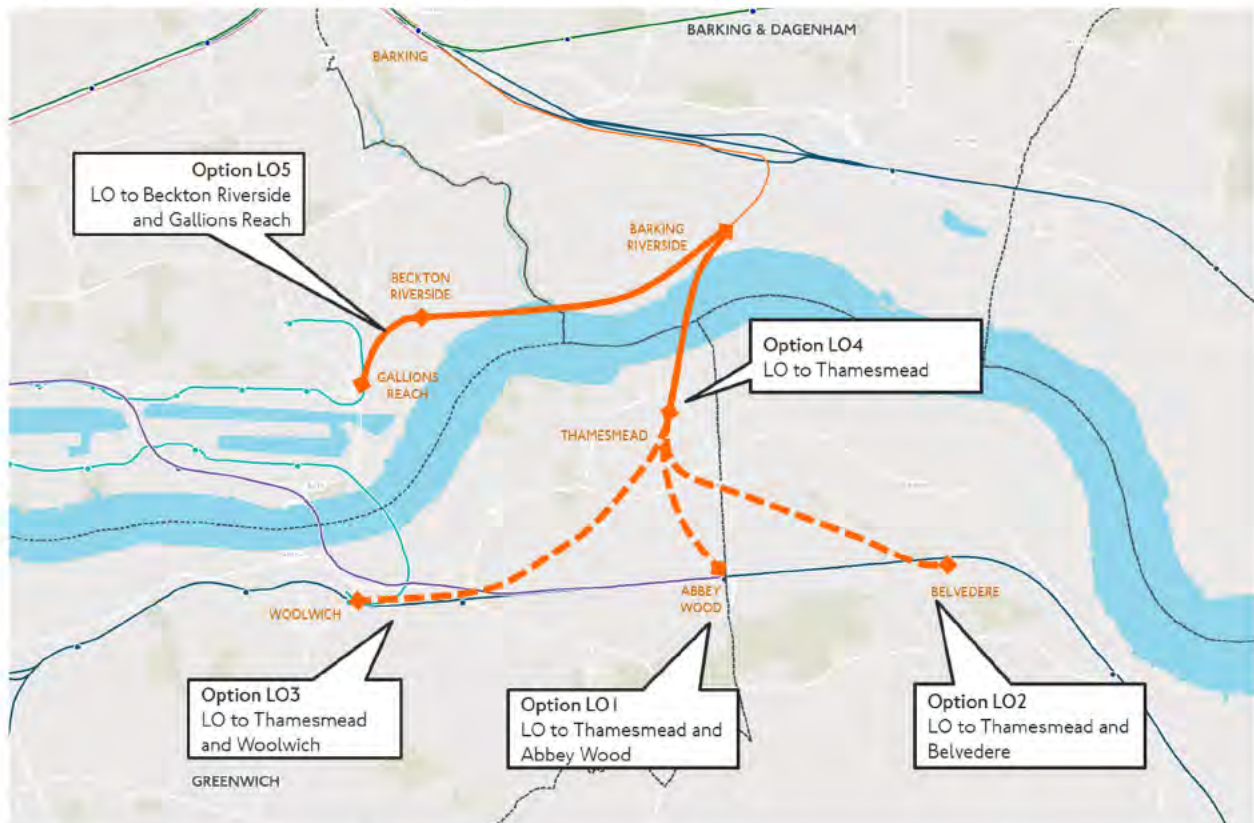 BARKING & DAGENHAM
BARKING
Option LO5
LO to Beckton Riverside
and Gallions Reach
BARKING
RIVERSIDE
BECKTON
RIVERSIDE
Option LO4
LO to Thamesmead
GALLIONS
REACH
THAMESMEAD
WOOLWICH
ABBEY
WOOD
BELVEDERE
Option LO3
LO to Thamesmead
and Woolwich
Option LO1
LO to Thamesmead and
Abbey Wood
Option LO2
LO to Thamesmead and
Belvedere
GREENWICH